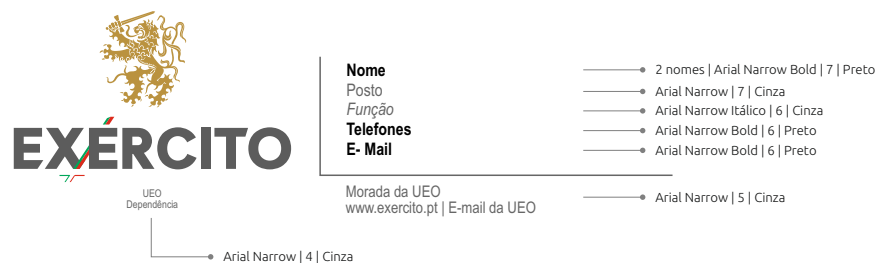 EXÉRCITO
UEO
Dependência
Arial Narrow | 4 | Cinza
Nome
Posto
Função
Telefones
E- Mail
Morada da UEO
www.exercito.pt | E-mail da UEO
2 nomes | Arial Narrow Bold | 7 | Preto
Arial Narrow | 7 | Cinza
Arial Narrow Itálico | 6 | Cinza
Arial Narrow Bold | 6 | Preto
Arial Narrow Bold | 6 | Preto
Arial Narrow | 5 | Cinza